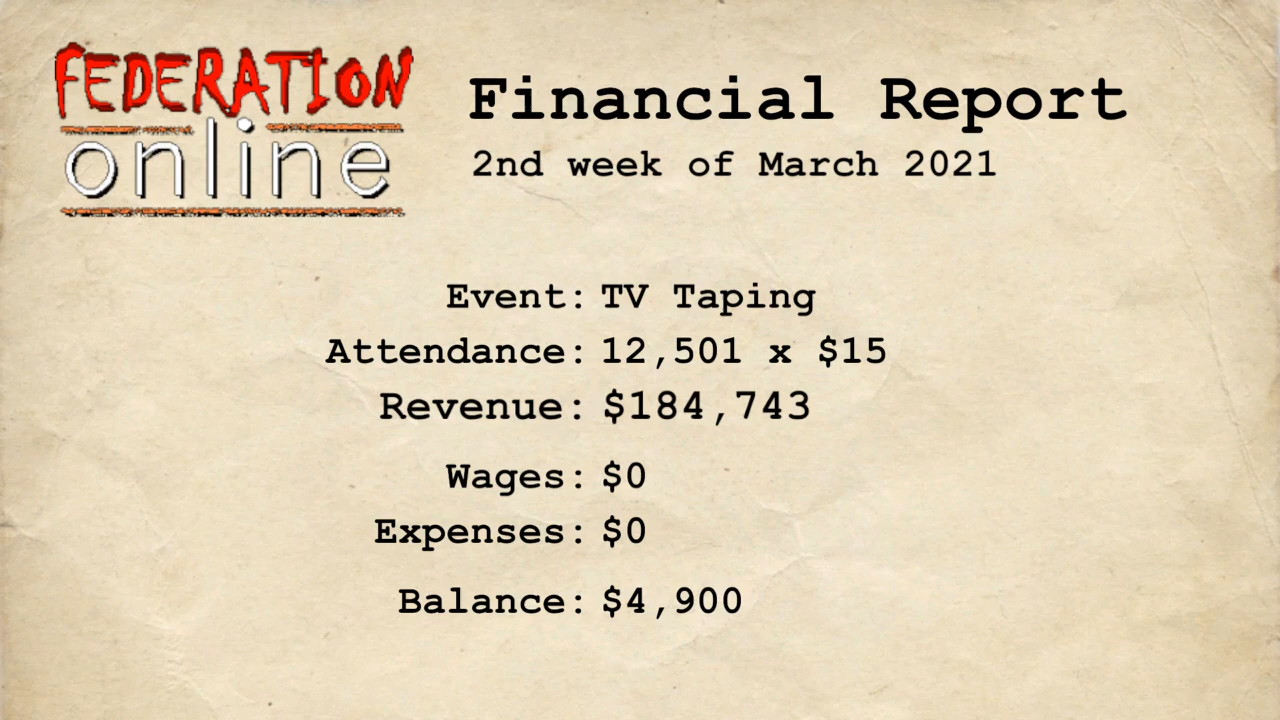 FEDERATION
online
Financial Report
2nd week of March 2021
Event: TV Taping
Attendance: 12,501 x $15
Revenue: $184,743
Wages: $0
Expenses: $0
Balance: $4,900